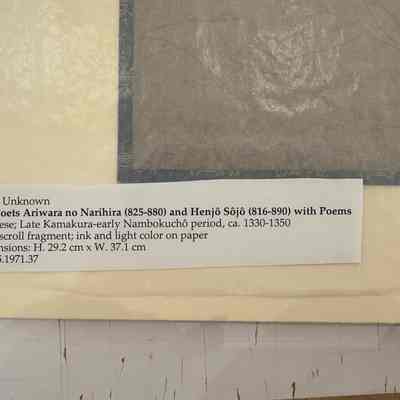 Unknown
oets Ariwara no Narihira (825-880) and Henjō Sōjō (816-890) with Poems
ese; Late Kamakura-early Nambokuchō period, ca. 1330-1350
scroll fragment; ink and light color on paper
nsions: H. 29.2 cm x W. 37.1 cm
.1971.37